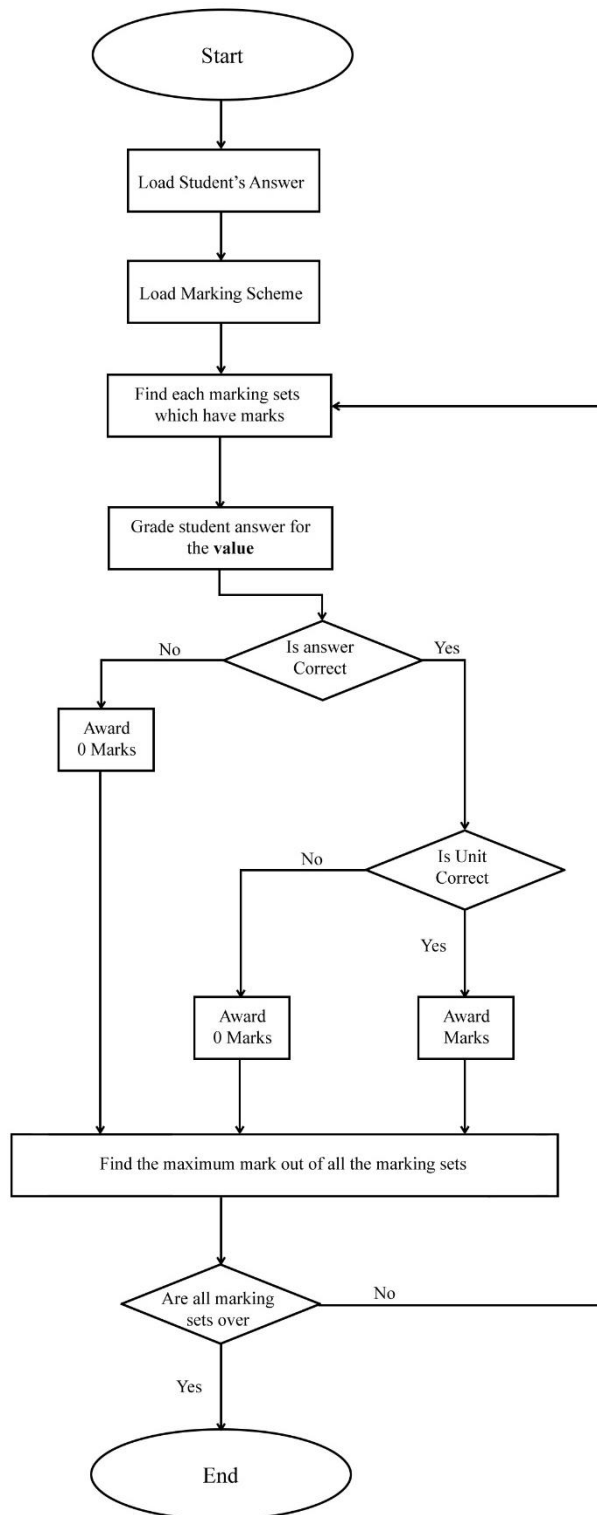 Start
Load Student's Answer
Load Marking Scheme
Find each marking sets
which have marks
Grade student answer for
the value
Is answer
Correct
No
Yes
Award
0 Marks
Is Unit
Correct
No
Yes
Award
0 Marks
Award
Marks
Find the maximum mark out of all the marking sets
Are all marking
sets over
No
Yes
End